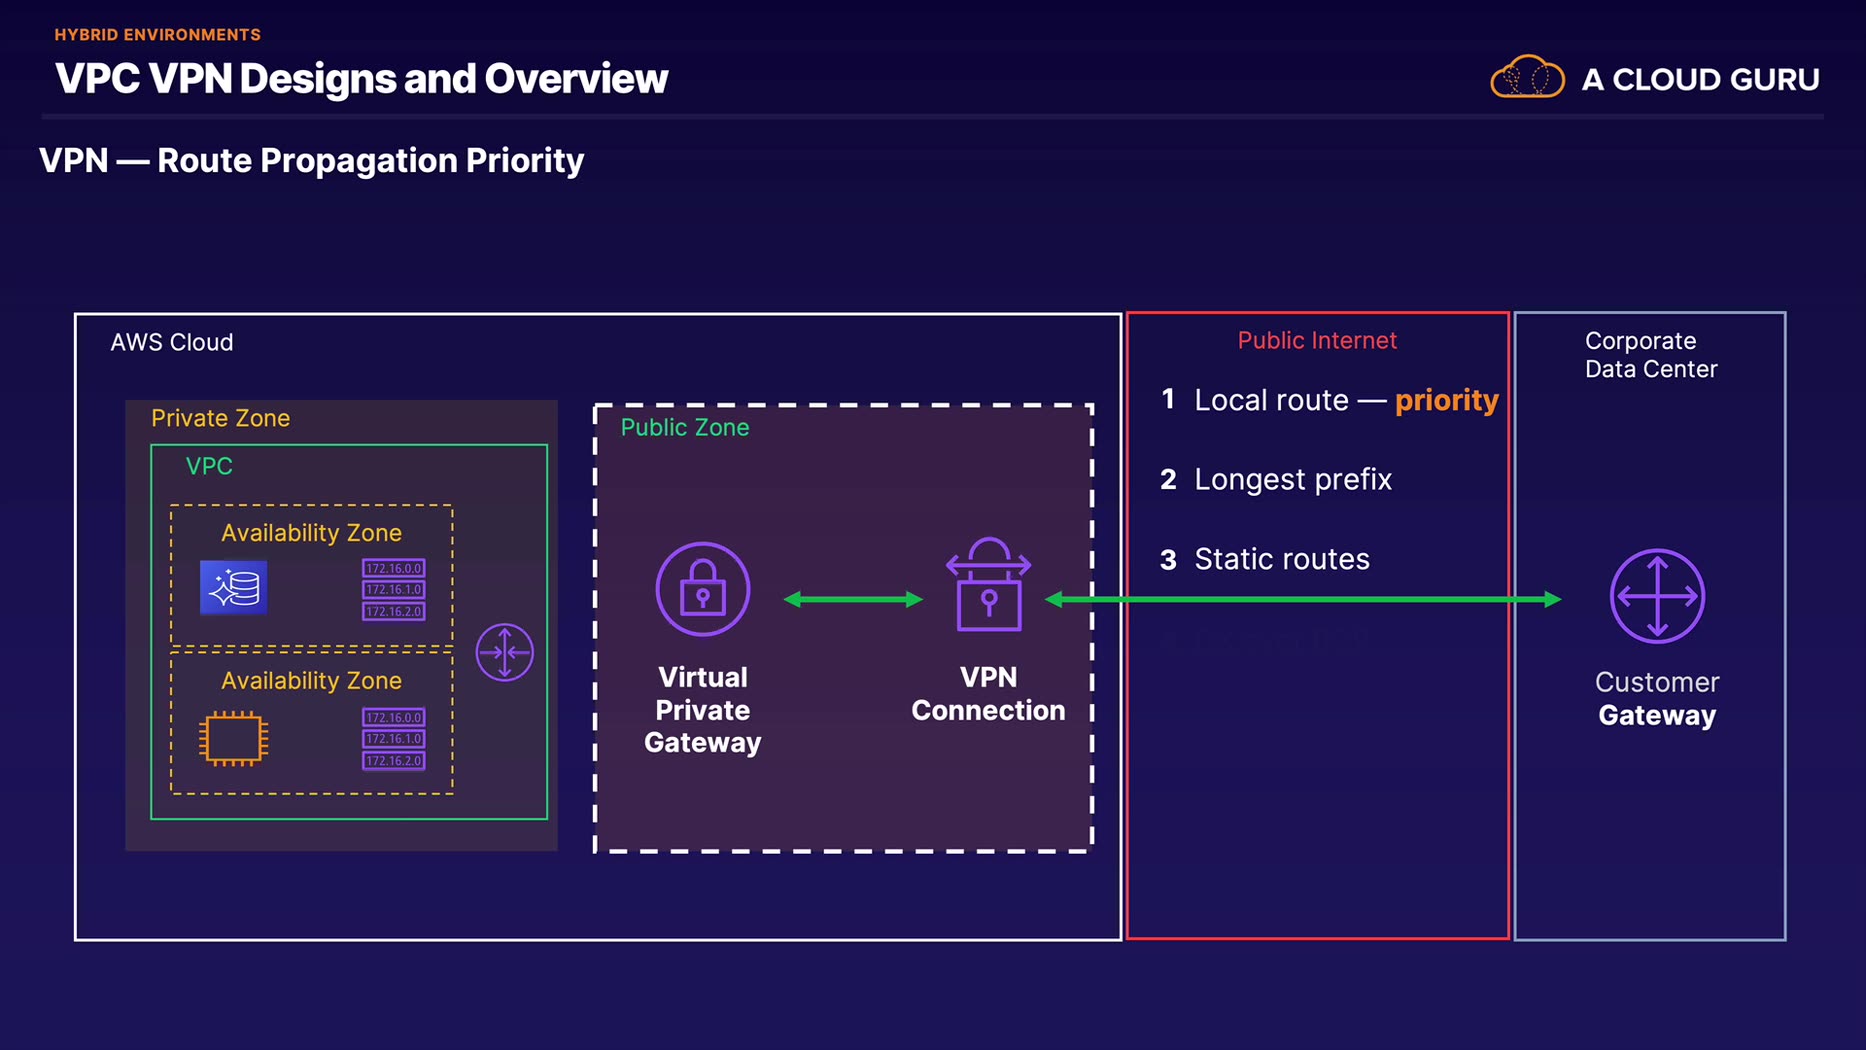 HYBRID ENVIRONMENTS
VPC VPN Designs and Overview
A CLOUD GURU
VPN — Route Propagation Priority
AWS Cloud
Private Zone
VPC
Availability Zone
172.16.0.0
172.16.1.0
172.16.2.0
Availability Zone
172.16.0.0
172.16.1.0
172.16.2.0
Public Zone
Virtual
Private
Gateway
VPN
Connection
Public Internet
1 Local route — priority
2 Longest prefix
3 Static routes
Corporate
Data Center
Customer
Gateway